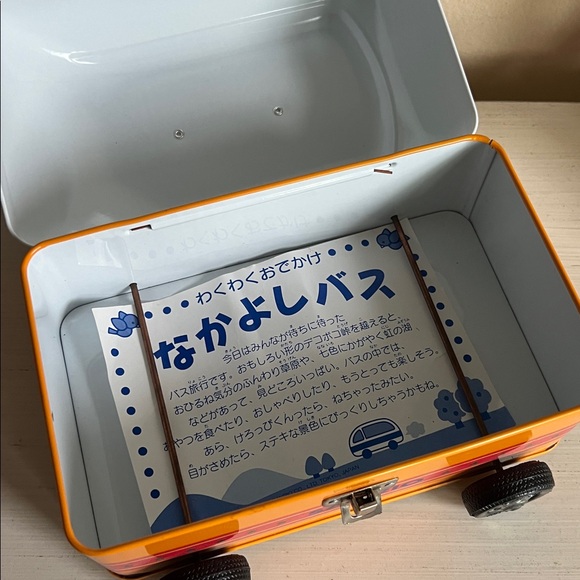 わくわくおでかけ
なかよしバス
今日はみんなが待ちに待った
バス旅行です。おもしろい形のデコボコ峠を越えると、
おひるね気分のふんわり草原や、七色にかがやく虹の湖、
などがあって、見どころいっぱい。バスの中では、
おやつを食べたり、おしゃべりしたり、もうとっても楽しそう。
あら、けろっぴくんったら、ねちゃったみたい。
目がさめたら、ステキな景色にびっくりしちゃうかもね。
JAPAN